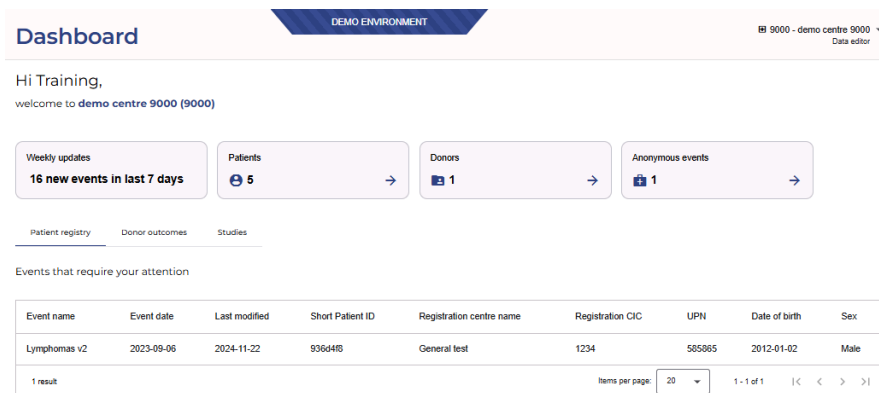 DEMO ENVIRONMENT
Dashboard
9000 - demo centre 9000
Data editor
Hi Training,
welcome to demo centre 9000 (9000)
Weekly updates
16 new events in last 7 days
Patients
5
Donors
1
Anonymous events
1
Patient registry Donor outcomes Studies
Events that require your attention
Event name Event date Last modified Short Patient ID Registration centre name Registration CIC UPN Date of birth Sex
Lymphomas v2 2023-09-06 2024-11-22 936d4f8 General test 1234 585865 2012-01-02 Male
1 result Items per page: 20 1 - 1 of 1